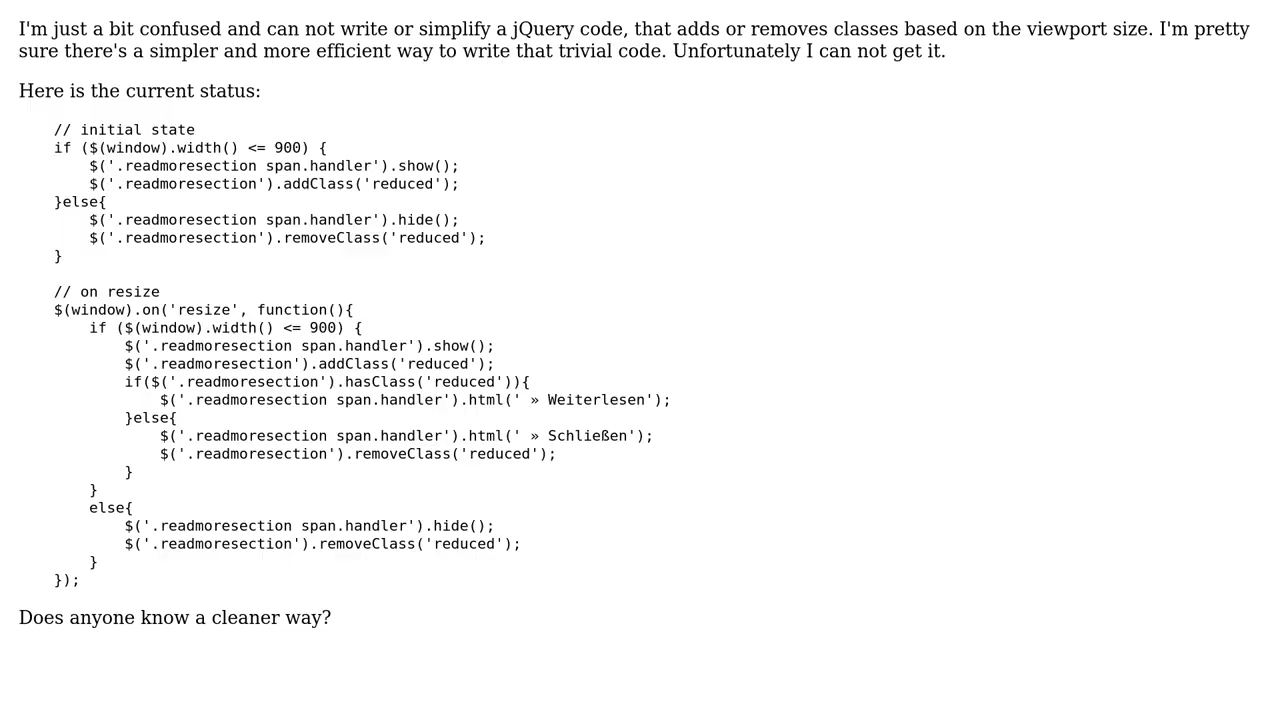 I'm just a bit confused and can not write or simplify a jQuery code, that adds or removes classes based on the viewport size. I'm pretty
sure there's a simpler and more efficient way to write that trivial code. Unfortunately I can not get it.
Here is the current status:
// initial state
if ($(window).width() <= 900) {
    $('.readmoresection span.handler').show();
    $('.readmoresection').addClass('reduced');
}else{
    $('.readmoresection span.handler').hide();
    $('.readmoresection').removeClass('reduced');
}
// on resize
$(window).on('resize', function(){
    if ($(window).width() <= 900) {
        $('.readmoresection span.handler').show();
        $('.readmoresection').addClass('reduced');
        if($('.readmoresection').hasClass('reduced')){
            $('.readmoresection span.handler').html(' » Weiterlesen');
        }else{
            $('.readmoresection span.handler').html(' » Schließen');
            $('.readmoresection').removeClass('reduced');
        }
    }
    else{
        $('.readmoresection span.handler').hide();
        $('.readmoresection').removeClass('reduced');
    }
});
Does anyone know a cleaner way?